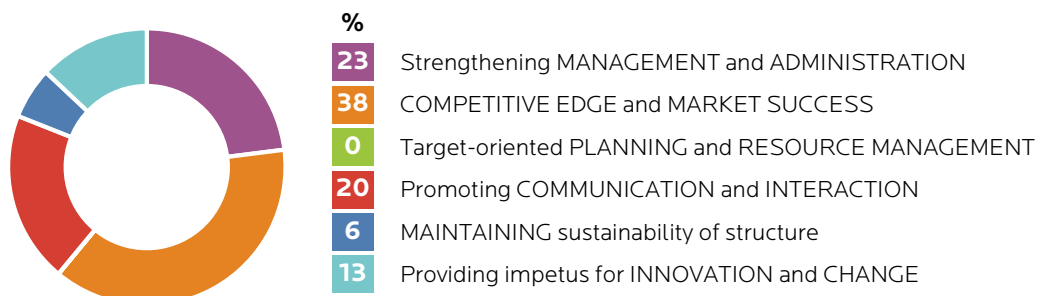 %
23 Strengthening MANAGEMENT and ADMINISTRATION
38 COMPETITIVE EDGE and MARKET SUCCESS
0 Target-oriented PLANNING and RESOURCE MANAGEMENT
20 Promoting COMMUNICATION and INTERACTION
6 MAINTAINING sustainability of structure
13 Providing impetus for INNOVATION and CHANGE